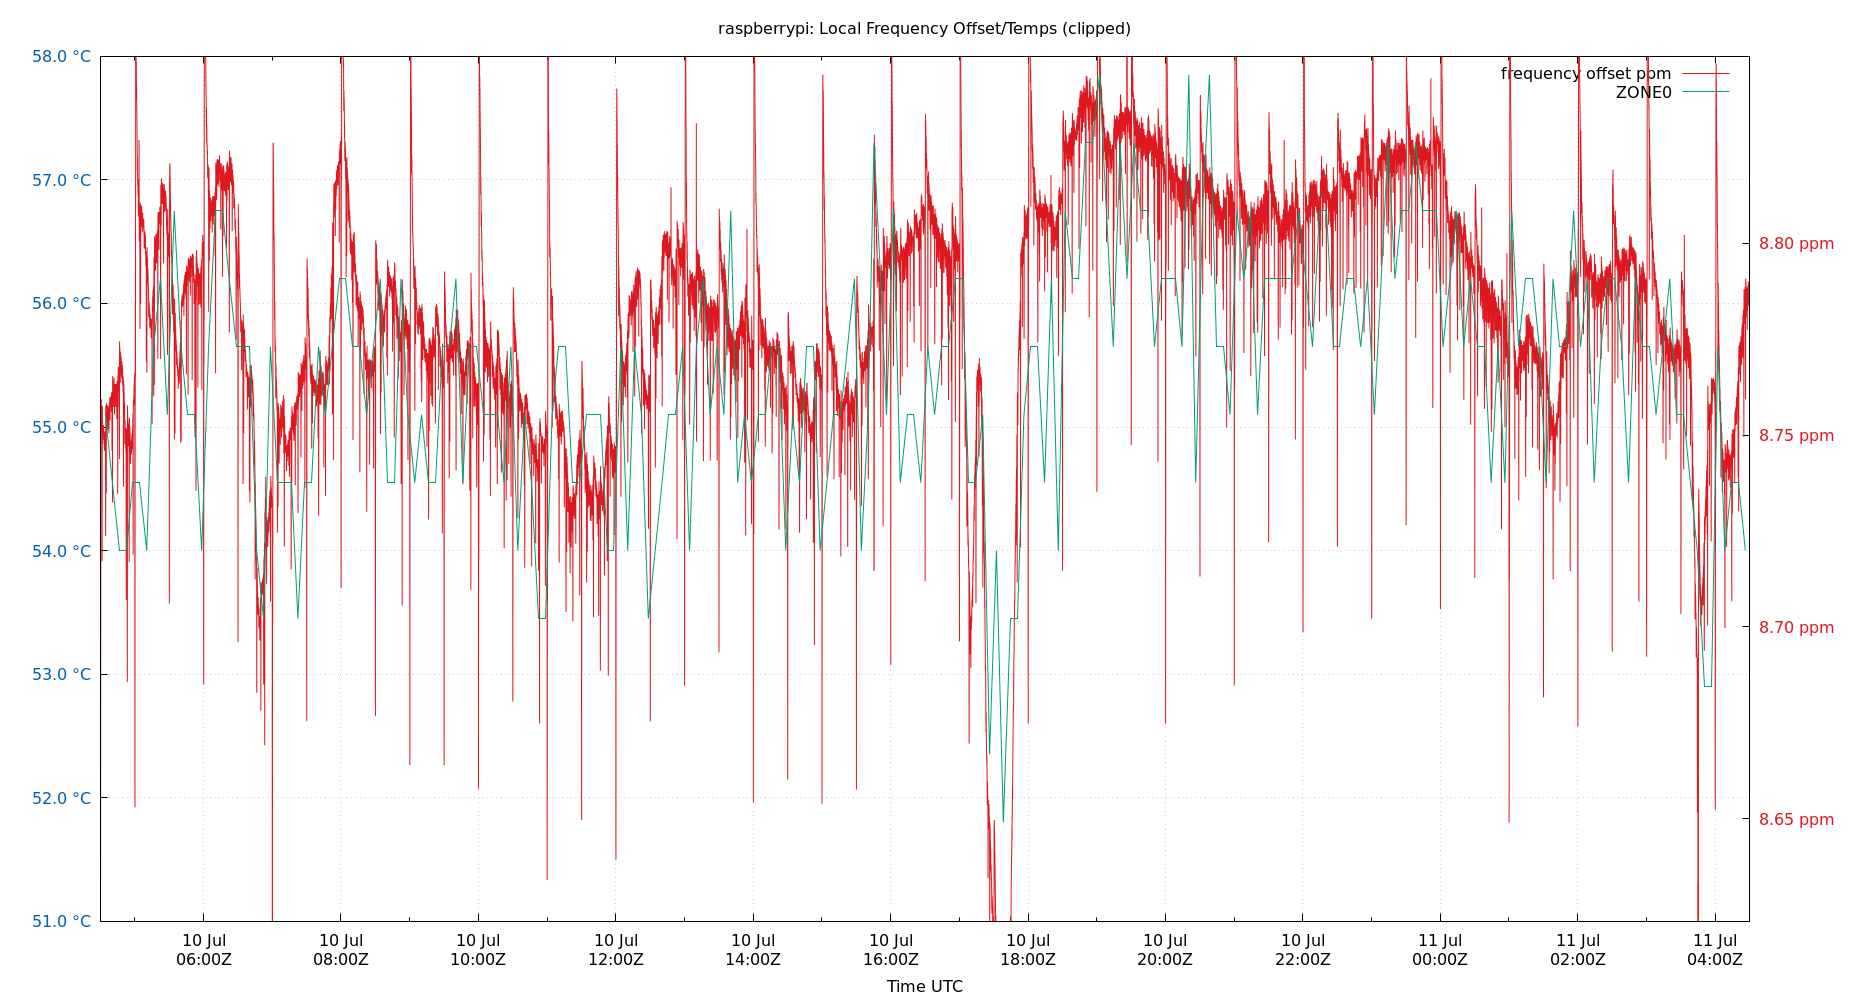 raspberrypi: Local Frequency Offset/Temps (clipped)
58.0 °C
57.0 °C
56.0 °C
55.0 °C
54.0 °C
53.0 °C
52.0 °C
51.0 °C
frequency offset ppm
ZONE0
8.80 ppm
8.75 ppm
8.70 ppm
8.65 ppm
10 Jul 10 Jul 10 Jul 10 Jul 10 Jul 10 Jul 10 Jul 10 Jul 10 Jul 11 Jul 11 Jul 11 Jul
06:00Z 08:00Z 10:00Z 12:00Z 14:00Z 16:00Z 18:00Z 20:00Z 22:00Z 00:00Z 02:00Z 04:00Z
Time UTC